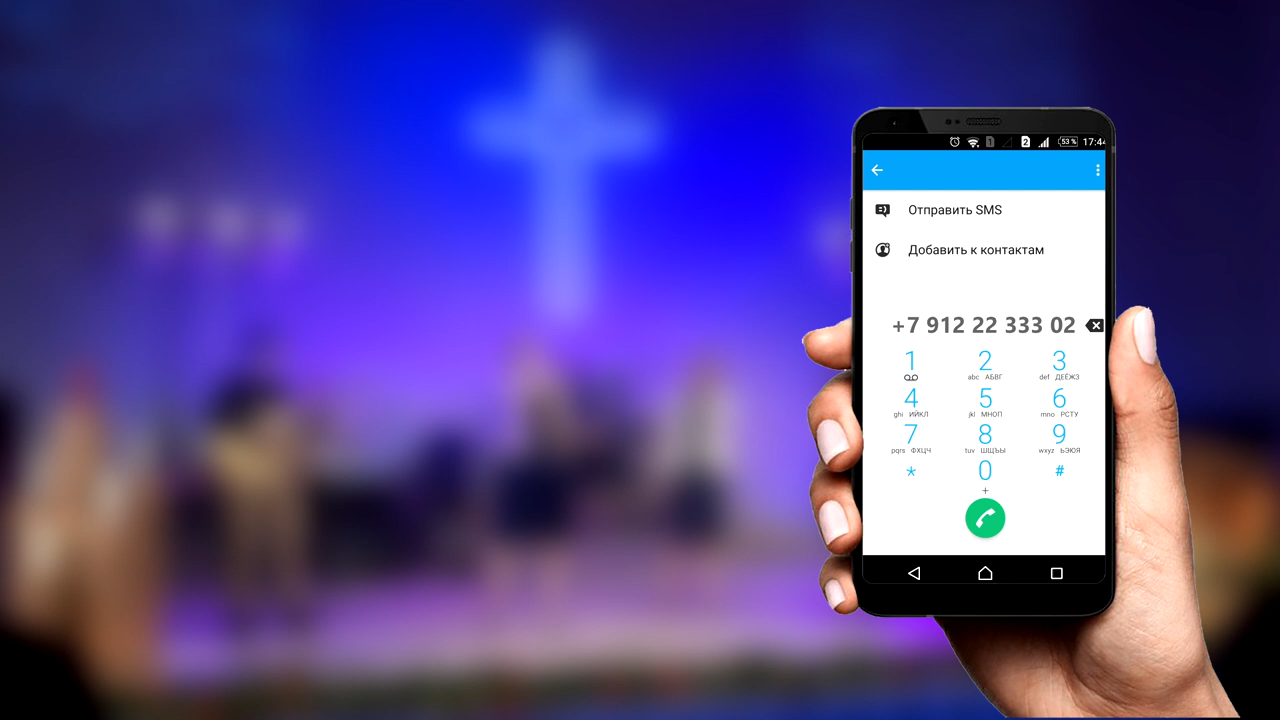 1 2 53 % 17:44
Отправить SMS
Добавить к контактам
+7 912 22 333 02
1 2 3
abc АБВГ def ДЕЁЖЗ
4 5 6
ghi ИЙКЛ jkl МНОП mno РСТУ
7 8 9
pqrs ФХЦЧ tuv ШЩЪЫ wxyz ЬЭЮЯ
* 0 #
+